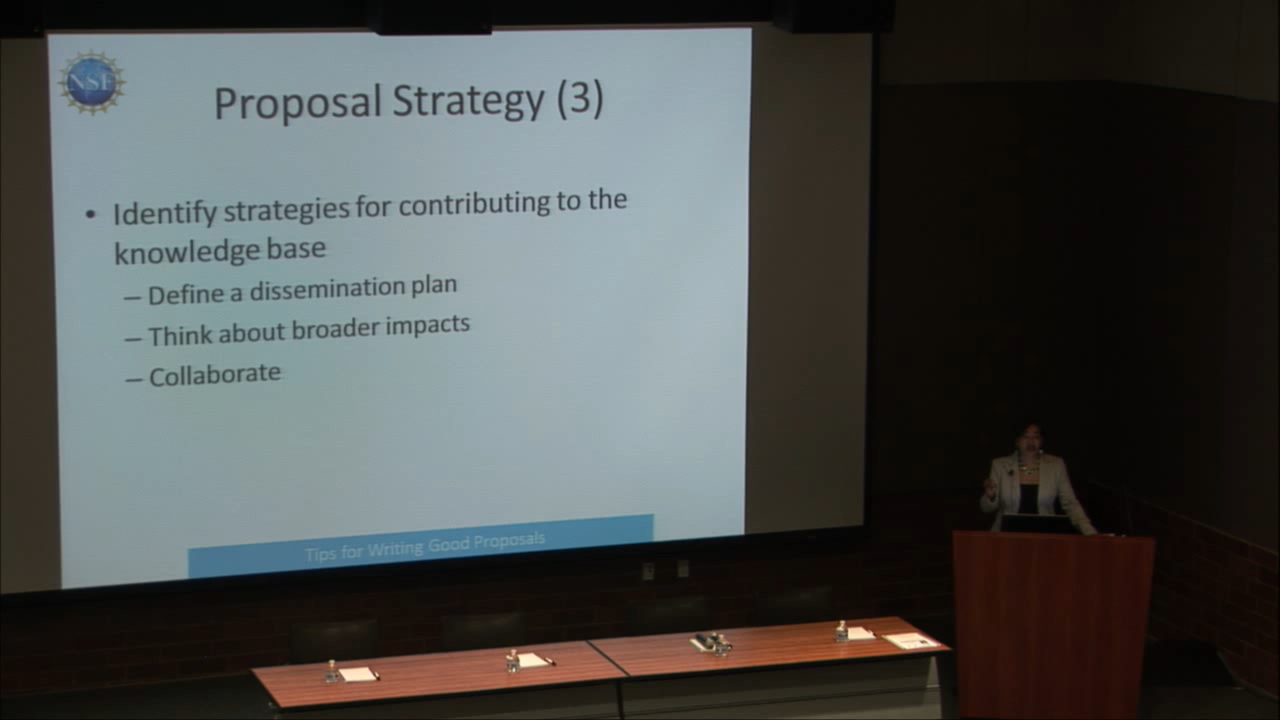 NSF
Proposal Strategy (3)
• Identify strategies for contributing to the
knowledge base
– Define a dissemination plan
– Think about broader impacts
– Collaborate
Tips for Writing Good Proposals